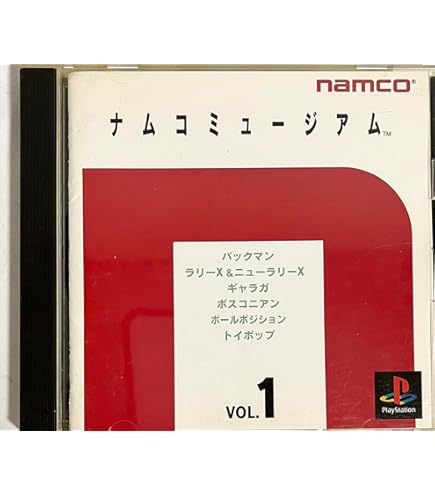 namco®
ナムコミュージアム™
パックマン
ラリーX&ニューラリーX
ギャラガ
ボスコニアン
ポールポジション
トイポップ
VOL.1
PlayStation